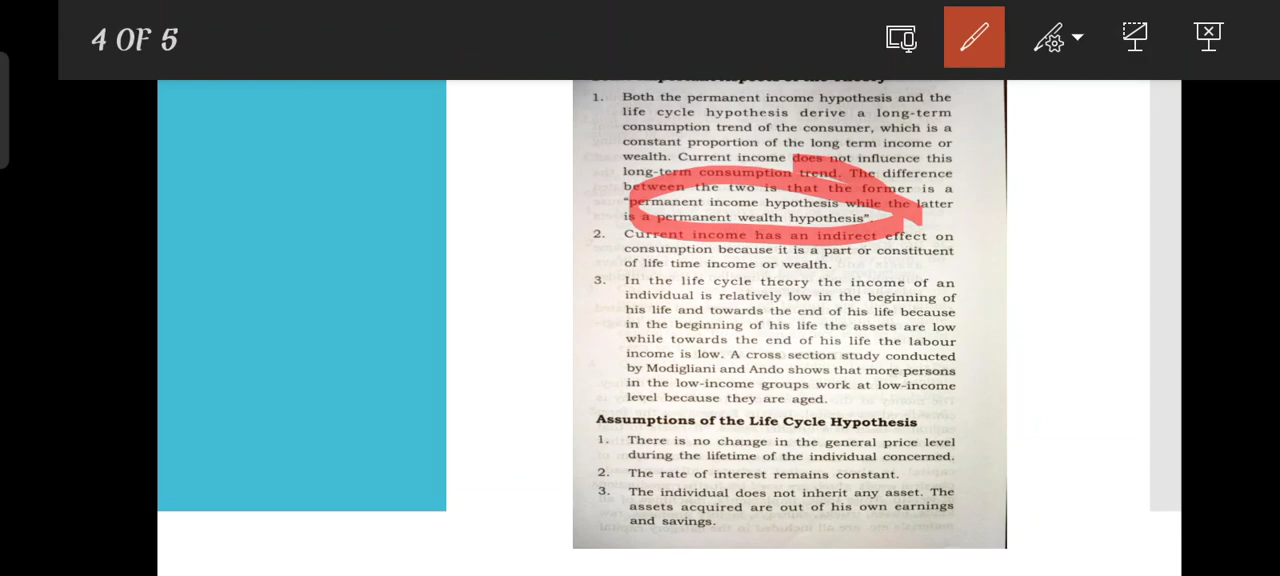 4 OF 5
1. Both the permanent income hypothesis and the
life cycle hypothesis derive a long-term
consumption trend of the consumer, which is a
constant proportion of the long term income or
wealth. Current income does not influence this
long-term consumption trend. The difference
between the two is that the former is a
"permanent income hypothesis while the latter
is a permanent wealth hypothesis".
2. Current income has an indirect effect on
consumption because it is a part or constituent
of life time income or wealth.
3. In the life cycle theory the income of an
individual is relatively low in the beginning of
his life and towards the end of his life because
in the beginning of his life the assets are low
while towards the end of his life the labour
income is low. A cross section study conducted
by Modigliani and Ando shows that more persons
in the low-income groups work at low-income
level because they are aged.
Assumptions of the Life Cycle Hypothesis
1. There is no change in the general price level
during the lifetime of the individual concerned.
2. The rate of interest remains constant.
3. The individual does not inherit any asset. The
assets acquired are out of his own earnings
and savings.